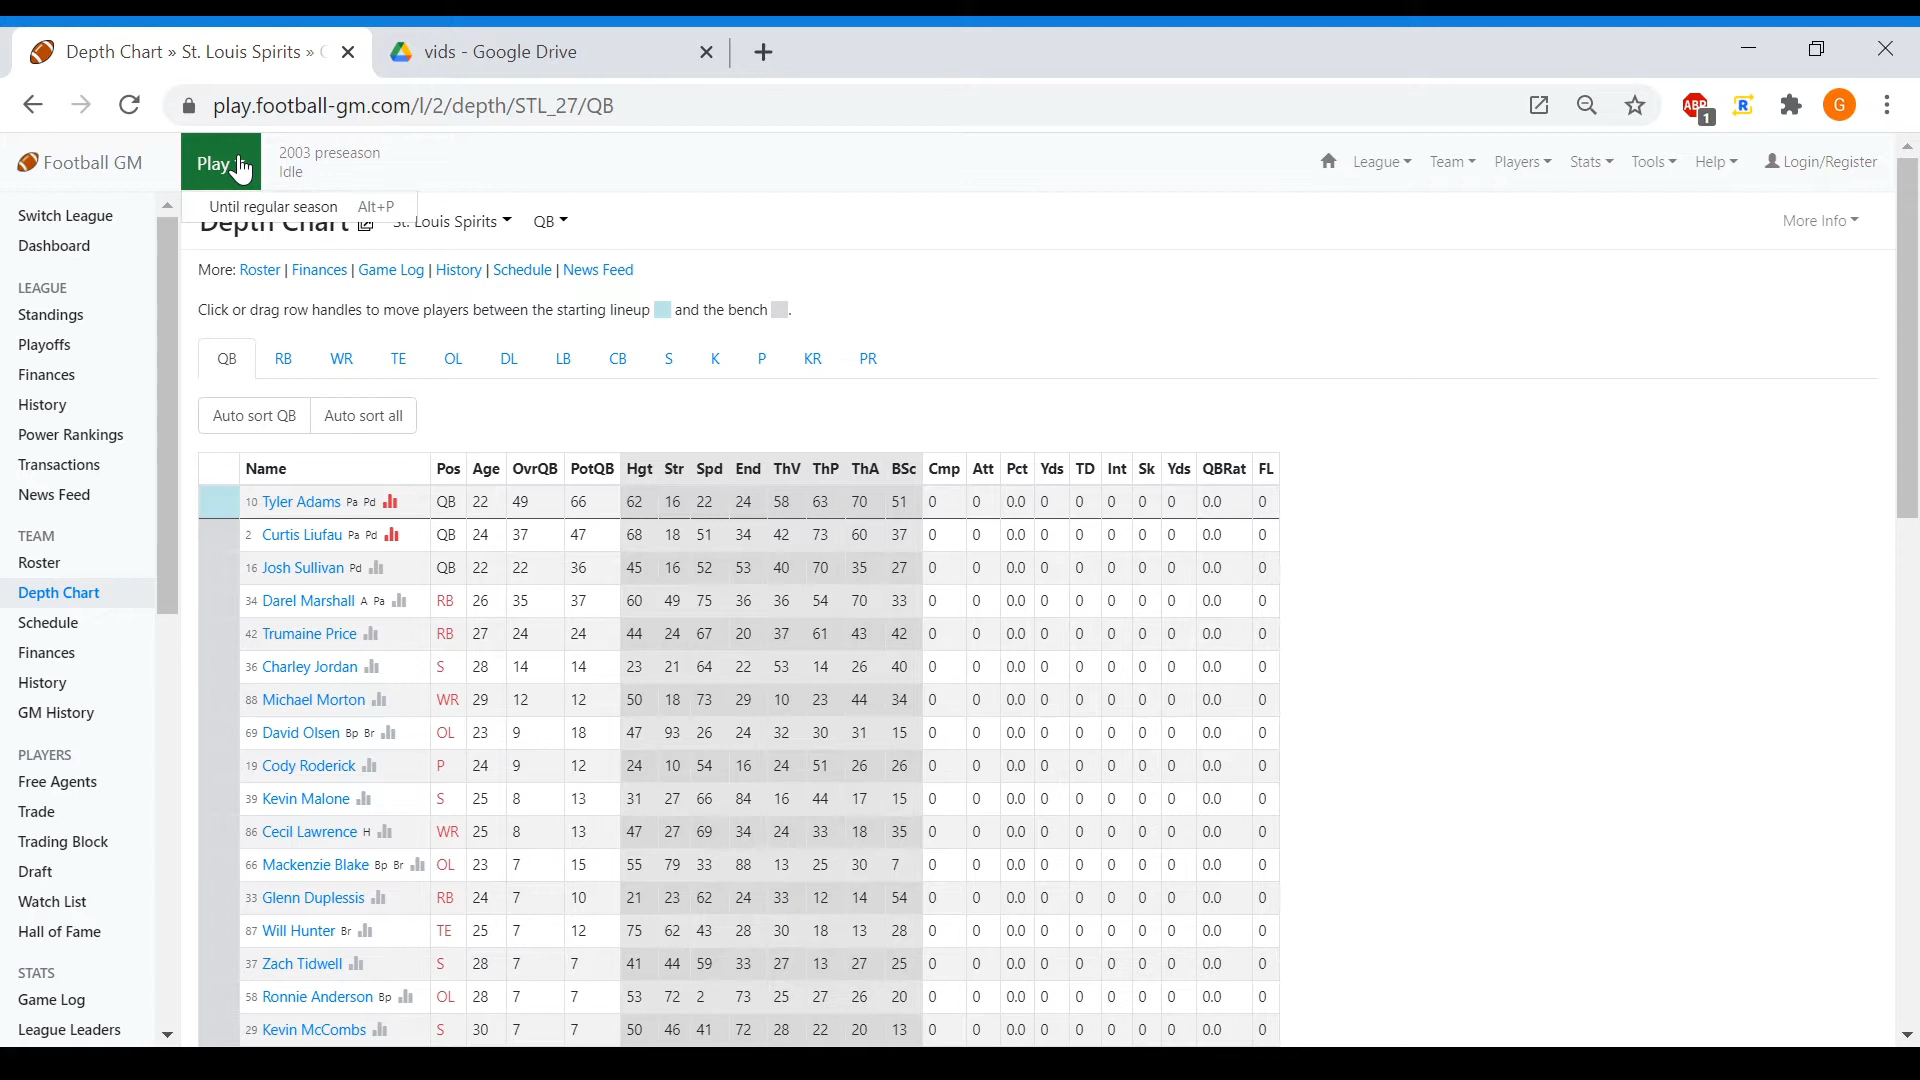 Depth Chart » St. Louis Spirits »
vids - Google Drive
play.football-gm.com/l/2/depth/STL_27/QB
ABP
1
R
G
Football GM
Play
2003 preseason
Idle
League
Team
Players
Stats
Tools
Help
Login/Register
Until regular season Alt+P
Depth Chart
St. Louis Spirits
QB
More Info
More: Roster | Finances | Game Log | History | Schedule | News Feed
Click or drag row handles to move players between the starting lineup and the bench .
QB RB WR TE OL DL LB CB S K P KR PR
Auto sort QB Auto sort all
Switch League
Dashboard
LEAGUE
Standings
Playoffs
Finances
History
Power Rankings
Transactions
News Feed
TEAM
Roster
Depth Chart
Schedule
Finances
History
GM History
PLAYERS
Free Agents
Trade
Trading Block
Draft
Watch List
Hall of Fame
STATS
Game Log
League Leaders
Name Pos Age OvrQB PotQB Hgt Str Spd End ThV ThP ThA BSc Cmp Att Pct Yds TD Int Sk Yds QBRat FL
10 Tyler Adams Pa Pd QB 22 49 66 62 16 22 24 58 63 70 51 0 0 0.0 0 0 0 0 0 0.0 0
2 Curtis Liufau Pa Pd QB 24 37 47 68 18 51 34 42 73 60 37 0 0 0.0 0 0 0 0 0 0.0 0
16 Josh Sullivan Pd QB 22 22 36 45 16 52 53 40 70 35 27 0 0 0.0 0 0 0 0 0 0.0 0
34 Darel Marshall A Pa RB 26 35 37 60 49 75 36 36 54 70 33 0 0 0.0 0 0 0 0 0 0.0 0
42 Trumaine Price RB 27 24 24 44 24 67 20 37 61 43 42 0 0 0.0 0 0 0 0 0 0.0 0
36 Charley Jordan S 28 14 14 23 21 64 22 53 14 26 40 0 0 0.0 0 0 0 0 0 0.0 0
88 Michael Morton WR 29 12 12 50 18 73 29 10 23 44 34 0 0 0.0 0 0 0 0 0 0.0 0
69 David Olsen Bp Br OL 23 9 18 47 93 26 24 32 30 31 15 0 0 0.0 0 0 0 0 0 0.0 0
19 Cody Roderick P 24 9 12 24 10 54 16 24 51 26 26 0 0 0.0 0 0 0 0 0 0.0 0
39 Kevin Malone S 25 8 13 31 27 66 84 16 44 17 15 0 0 0.0 0 0 0 0 0 0.0 0
86 Cecil Lawrence H WR 25 8 13 47 27 69 34 24 33 18 35 0 0 0.0 0 0 0 0 0 0.0 0
66 Mackenzie Blake Bp Br OL 23 7 15 55 79 33 88 13 25 30 7 0 0 0.0 0 0 0 0 0 0.0 0
33 Glenn Duplessis RB 24 7 10 21 23 62 24 33 12 14 54 0 0 0.0 0 0 0 0 0 0.0 0
87 Will Hunter Br TE 25 7 12 75 62 43 28 30 18 13 28 0 0 0.0 0 0 0 0 0 0.0 0
37 Zach Tidwell S 28 7 7 41 44 59 33 27 13 27 25 0 0 0.0 0 0 0 0 0 0.0 0
58 Ronnie Anderson Bp OL 28 7 7 53 72 2 73 25 27 26 20 0 0 0.0 0 0 0 0 0 0.0 0
29 Kevin McCombs S 30 7 7 50 46 41 72 28 22 20 13 0 0 0.0 0 0 0 0 0 0.0 0